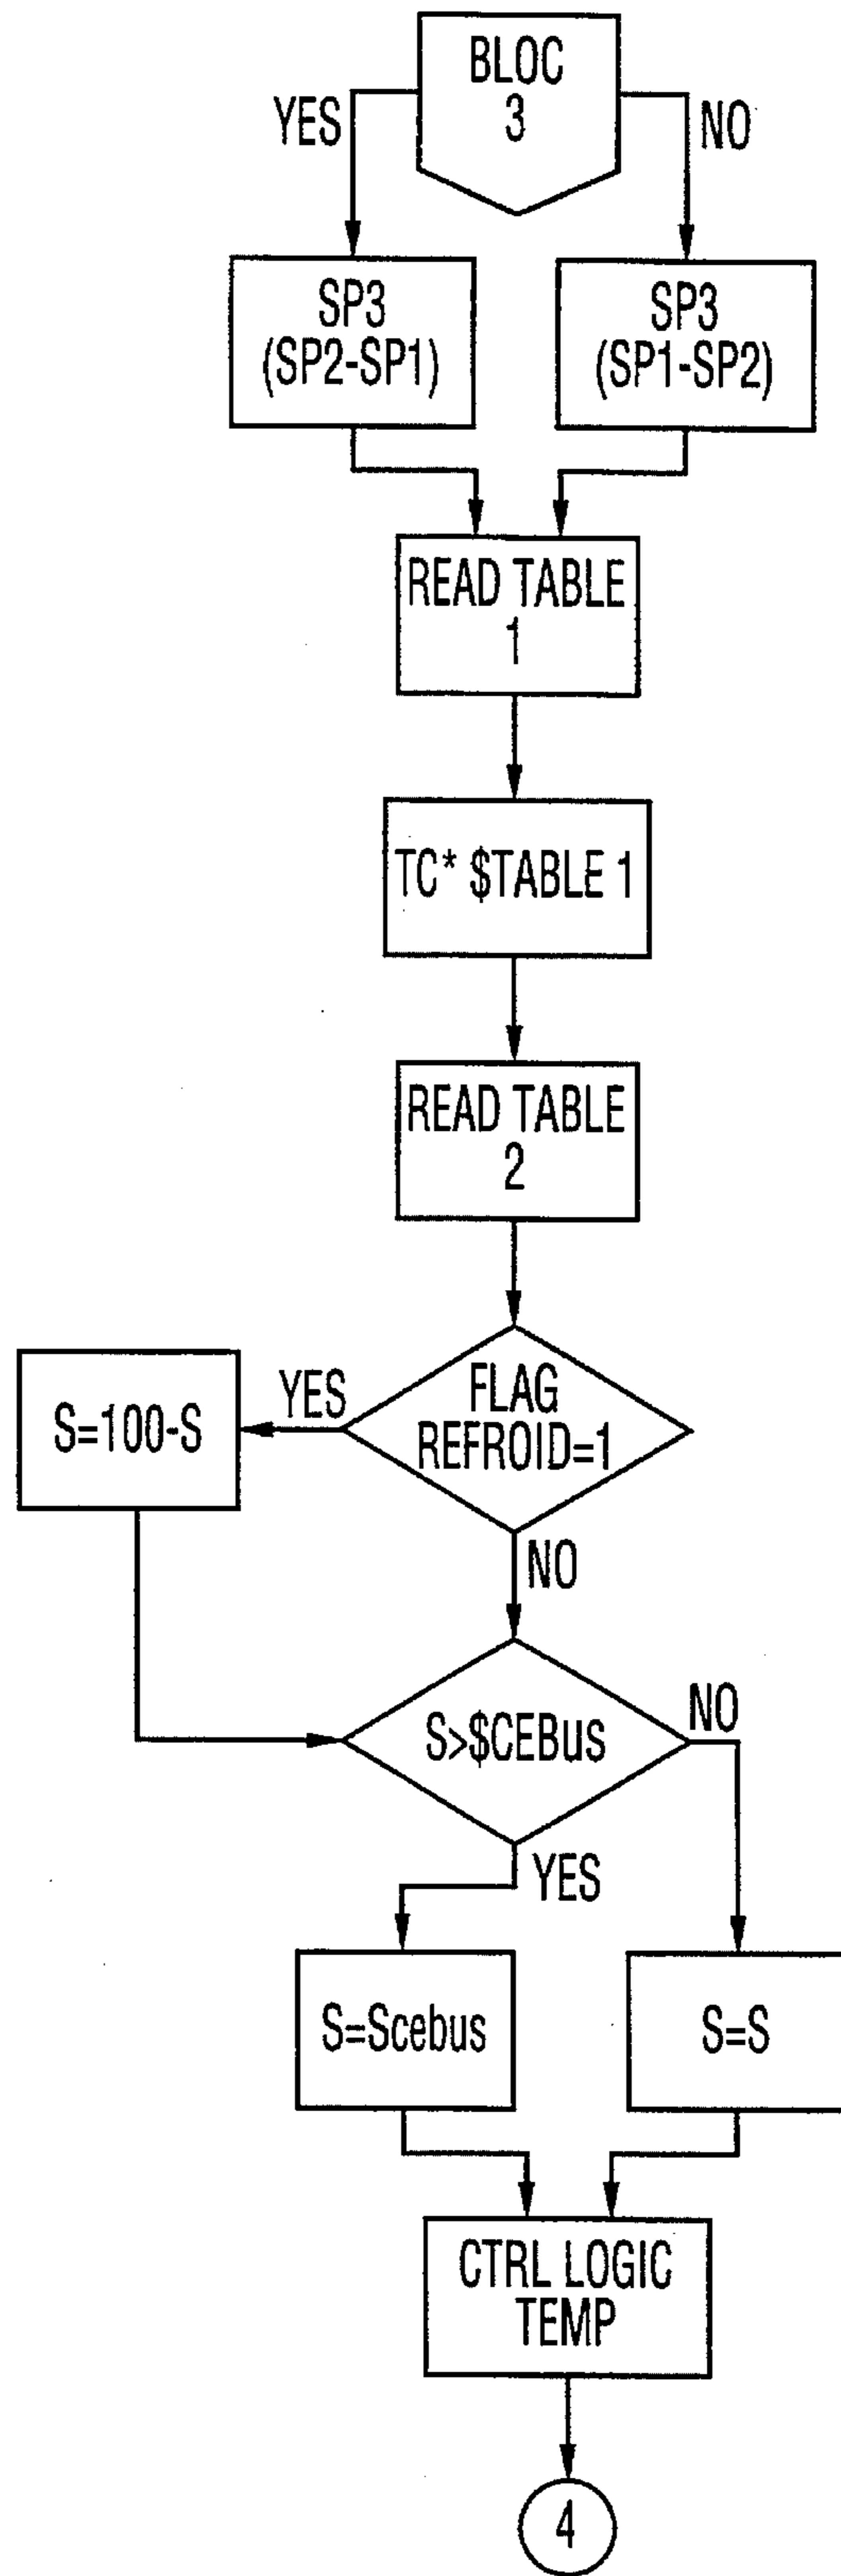 BLOC
3
YES
NO
SP3
(SP2-SP1)
SP3
(SP1-SP2)
READ TABLE
1
TC* $TABLE 1
READ TABLE
2
FLAG
REFROID=1
YES
S=100-S
NO
S>$CEBus
NO
YES
S=Scebus
S=S
CTRL LOGIC
TEMP
4